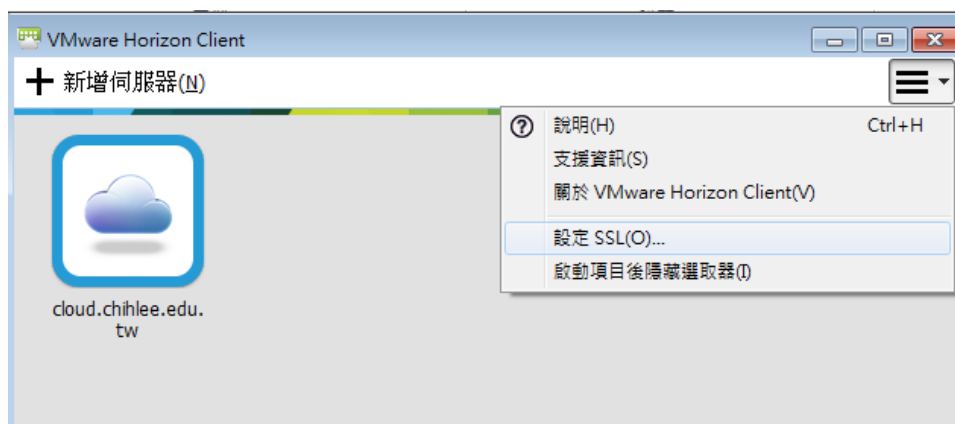 VMware Horizon Client
新增伺服器(N)
說明(H) Ctrl+H
支援資訊(S)
關於 VMware Horizon Client(V)
設定 SSL(O)...
啟動項目後隱藏選取器(I)
cloud.chihlee.edu.
tw